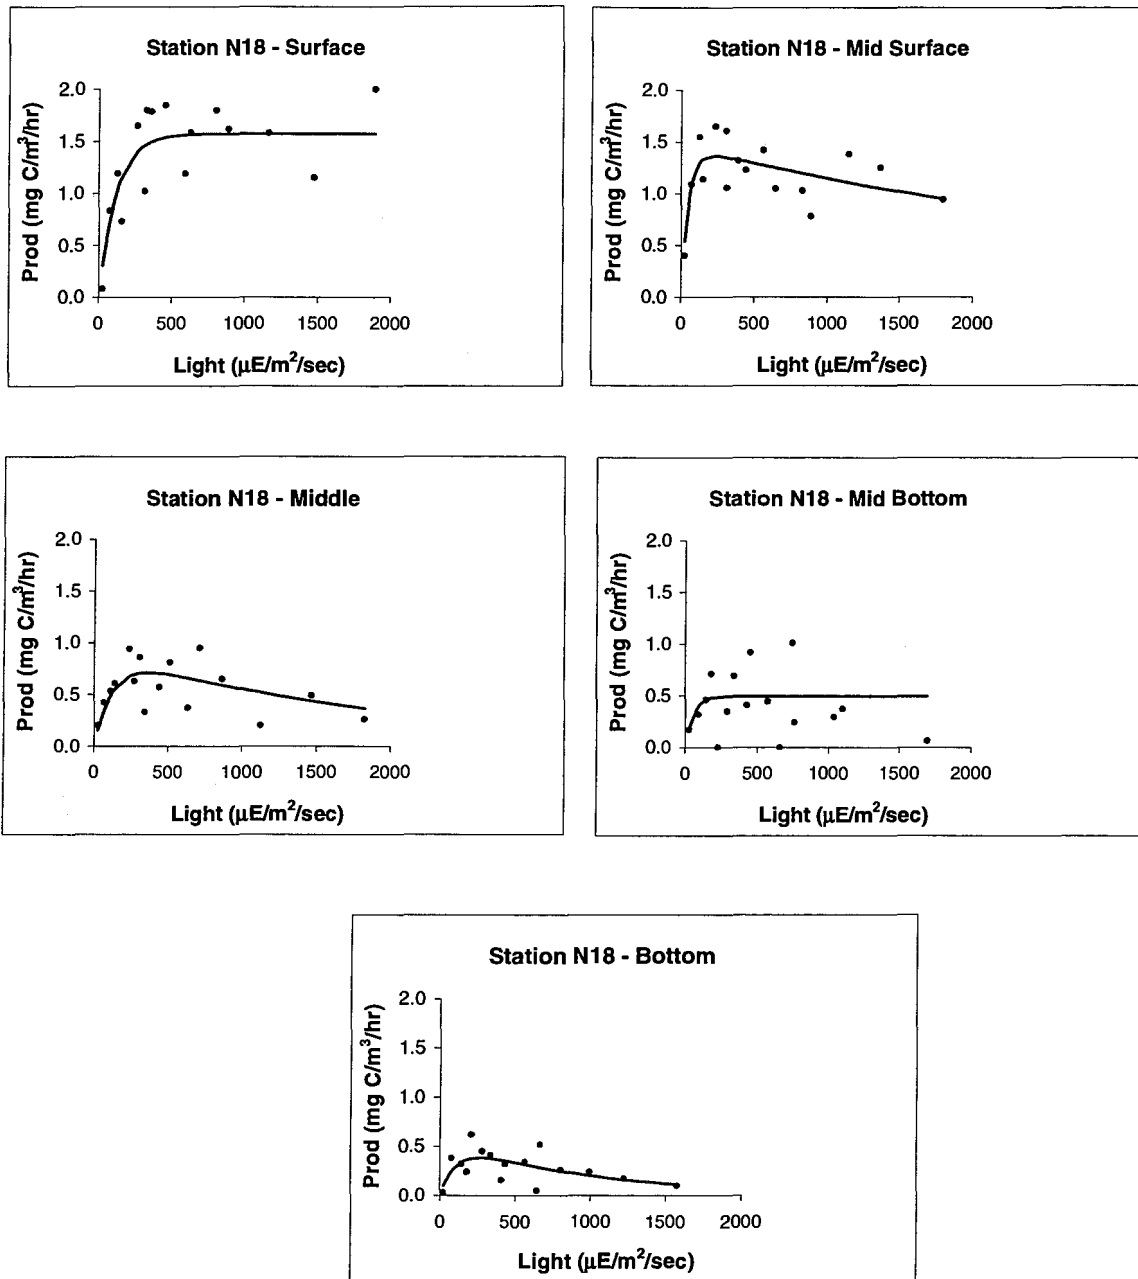 Station N18 - Surface
Prod (mg C/m³/hr)
2.0
1.5
1.0
0.5
0.0
0 500 1000 1500 2000
Light (µE/m²/sec)
Station N18 - Mid Surface
Prod (mg C/m³/hr)
2.0
1.5
1.0
0.5
0.0
0 500 1000 1500 2000
Light (µE/m²/sec)
Station N18 - Middle
Prod (mg C/m³/hr)
2.0
1.5
1.0
0.5
0.0
0 500 1000 1500 2000
Light (µE/m²/sec)
Station N18 - Mid Bottom
Prod (mg C/m³/hr)
2.0
1.5
1.0
0.5
0.0
0 500 1000 1500 2000
Light (µE/m²/sec)
Station N18 - Bottom
Prod (mg C/m³/hr)
2.0
1.5
1.0
0.5
0.0
0 500 1000 1500 2000
Light (µE/m²/sec)